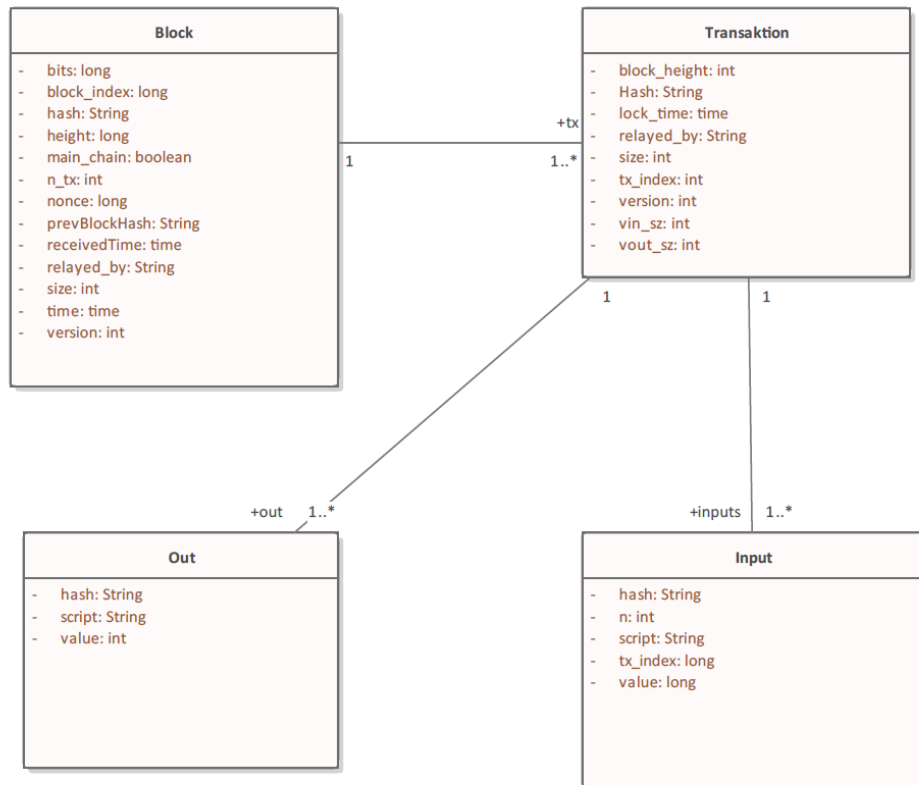 Block
- bits: long
- block_index: long
- hash: String
- height: long
- main_chain: boolean
- n_tx: int
- nonce: long
- prevBlockHash: String
- receivedTime: time
- relayed_by: String
- size: int
- time: time
- version: int
Transaktion
- block_height: int
- Hash: String
- lock_time: time
- relayed_by: String
- size: int
- tx_index: int
- version: int
- vin_sz: int
- vout_sz: int
+tx
1
1..*
1
1
+out 1..*
+inputs 1..*
Out
- hash: String
- script: String
- value: int
Input
- hash: String
- n: int
- script: String
- tx_index: long
- value: long